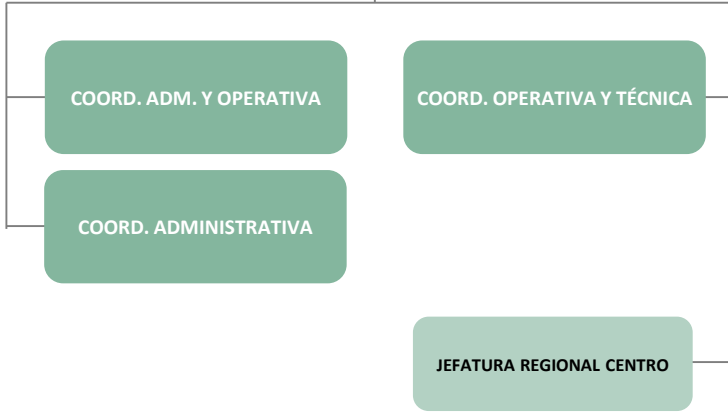 COORD. ADM. Y OPERATIVA
COORD. OPERATIVA Y TÉCNICA
COORD. ADMINISTRATIVA
JEFATURA REGIONAL CENTRO